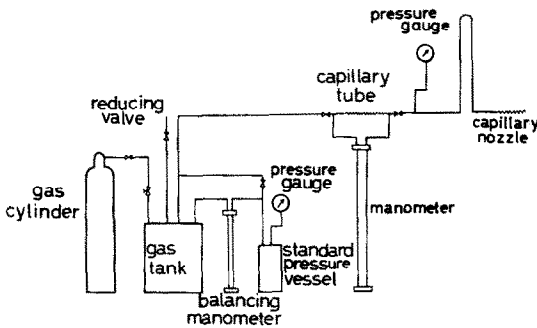 pressure
gauge
capillary
tube
reducing
valve
capillary
nozzle
pressure
gauge
gas
cylinder
manometer
gas
tank
standard
pressure
vessel
balancing
manometer